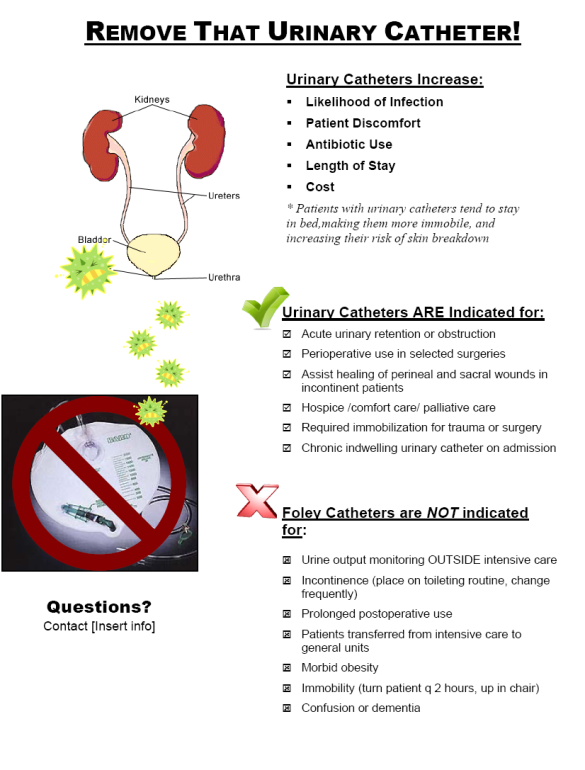 REMOVE THAT URINARY CATHETER!
Kidneys
Ureters
Bladder
Urethra
Urinary Catheters Increase:
▪ Likelihood of Infection
▪ Patient Discomfort
▪ Antibiotic Use
▪ Length of Stay
▪ Cost
* Patients with urinary catheters tend to stay
in bed,making them more immobile, and
increasing their risk of skin breakdown
Urinary Catheters ARE Indicated for:
☑ Acute urinary retention or obstruction
☑ Perioperative use in selected surgeries
☑ Assist healing of perineal and sacral wounds in
incontinent patients
☑ Hospice /comfort care/ palliative care
☑ Required immobilization for trauma or surgery
☑ Chronic indwelling urinary catheter on admission
Foley Catheters are NOT indicated
for:
☒ Urine output monitoring OUTSIDE intensive care
☒ Incontinence (place on toileting routine, change
frequently)
☒ Prolonged postoperative use
☒ Patients transferred from intensive care to
general units
☒ Morbid obesity
☒ Immobility (turn patient q 2 hours, up in chair)
☒ Confusion or dementia
Questions?
Contact [Insert info]